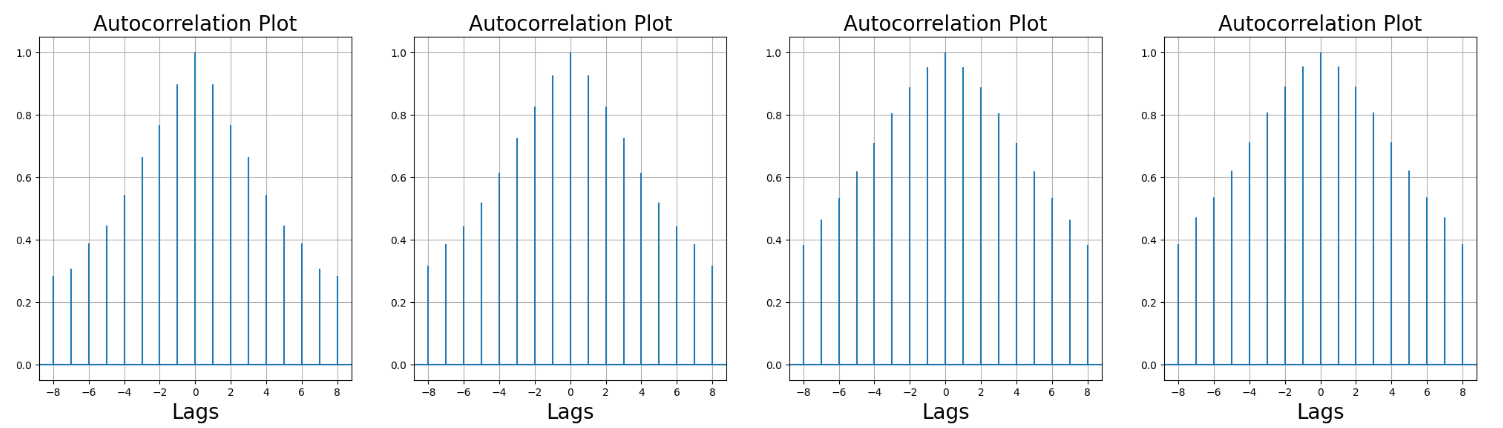 Autocorrelation Plot Autocorrelation Plot Autocorrelation Plot Autocorrelation Plot
1.0 1.0 1.0 1.0
0.8 0.8 0.8 0.8
0.6 0.6 0.6 0.6
0.4 0.4 0.4 0.4
0.2 0.2 0.2 0.2
0.0 0.0 0.0 0.0
−8 −6 −4 −2 0 2 4 6 8 −8 −6 −4 −2 0 2 4 6 8 −8 −6 −4 −2 0 2 4 6 8 −8 −6 −4 −2 0 2 4 6 8
Lags Lags Lags Lags